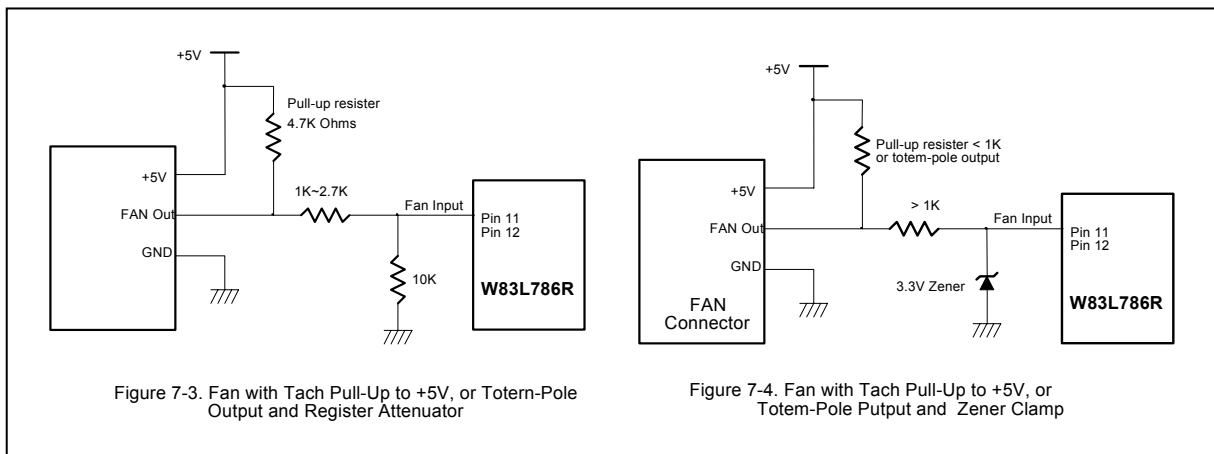 +5V
Pull-up resister
4.7K Ohms
+5V
FAN Out
GND
1K~2.7K
Fan Input
10K
Pin 11
Pin 12
W83L786R
Figure 7-3. Fan with Tach Pull-Up to +5V, or Totern-Pole
Output and Register Attenuator
+5V
Pull-up resister < 1K
or totem-pole output
+5V
FAN Out
GND
FAN
Connector
> 1K
Fan Input
3.3V Zener
Pin 11
Pin 12
W83L786R
Figure 7-4. Fan with Tach Pull-Up to +5V, or
Totem-Pole Putput and Zener Clamp